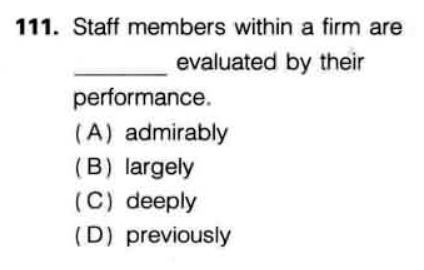 111. Staff members within a firm are
________ evaluated by their
performance.
(A) admirably
(B) largely
(C) deeply
(D) previously